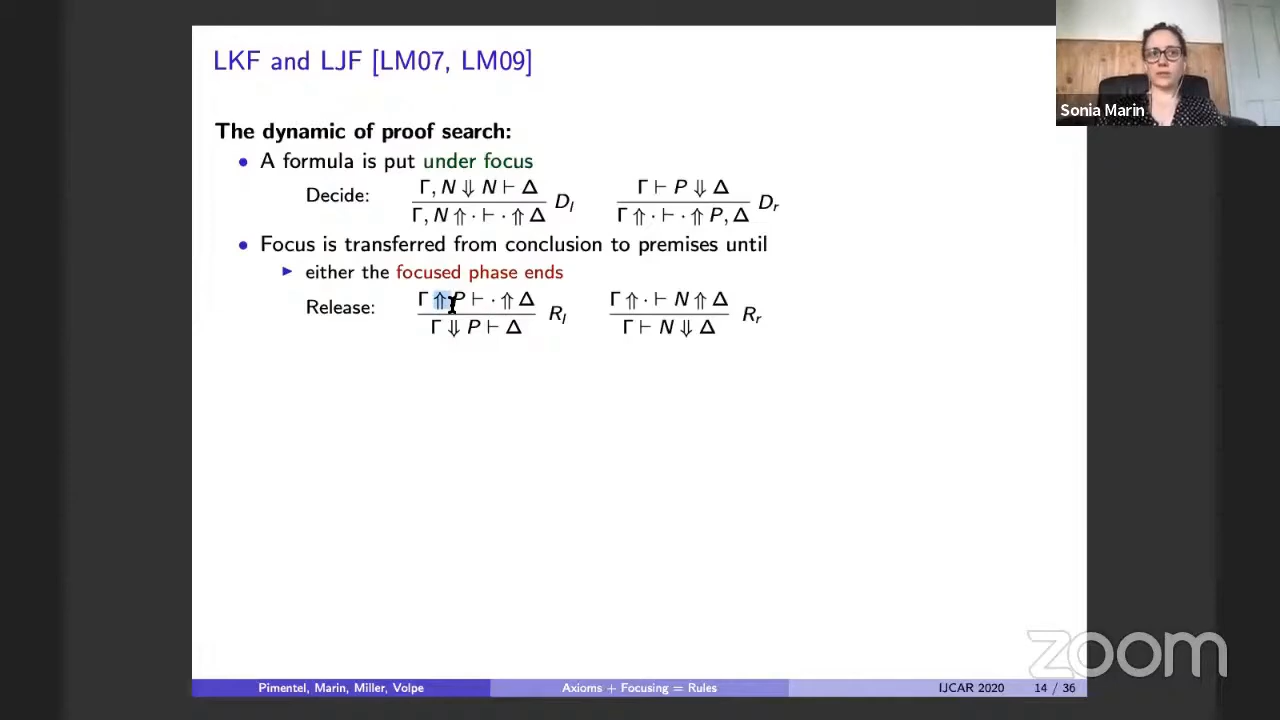 LKF and LJF [LM07, LM09]
Sonia Marin
The dynamic of proof search:
• A formula is put under focus
Decide: Γ, N ⇓ N ⊢ Δ / Γ, N ⇑ · ⊢ · ⇑ Δ D_l   Γ ⊢ P ⇓ Δ / Γ ⇑ · ⊢ · ⇑ P, Δ D_r
• Focus is transferred from conclusion to premises until
▶ either the focused phase ends
Release: Γ ⇑ P ⊢ · ⇑ Δ / Γ ⇓ P ⊢ Δ R_l   Γ ⇑ · ⊢ N ⇑ Δ / Γ ⊢ N ⇓ Δ R_r
zoom
Pimentel, Marin, Miller, Volpe Axioms + Focusing = Rules IJCAR 2020 14 / 36